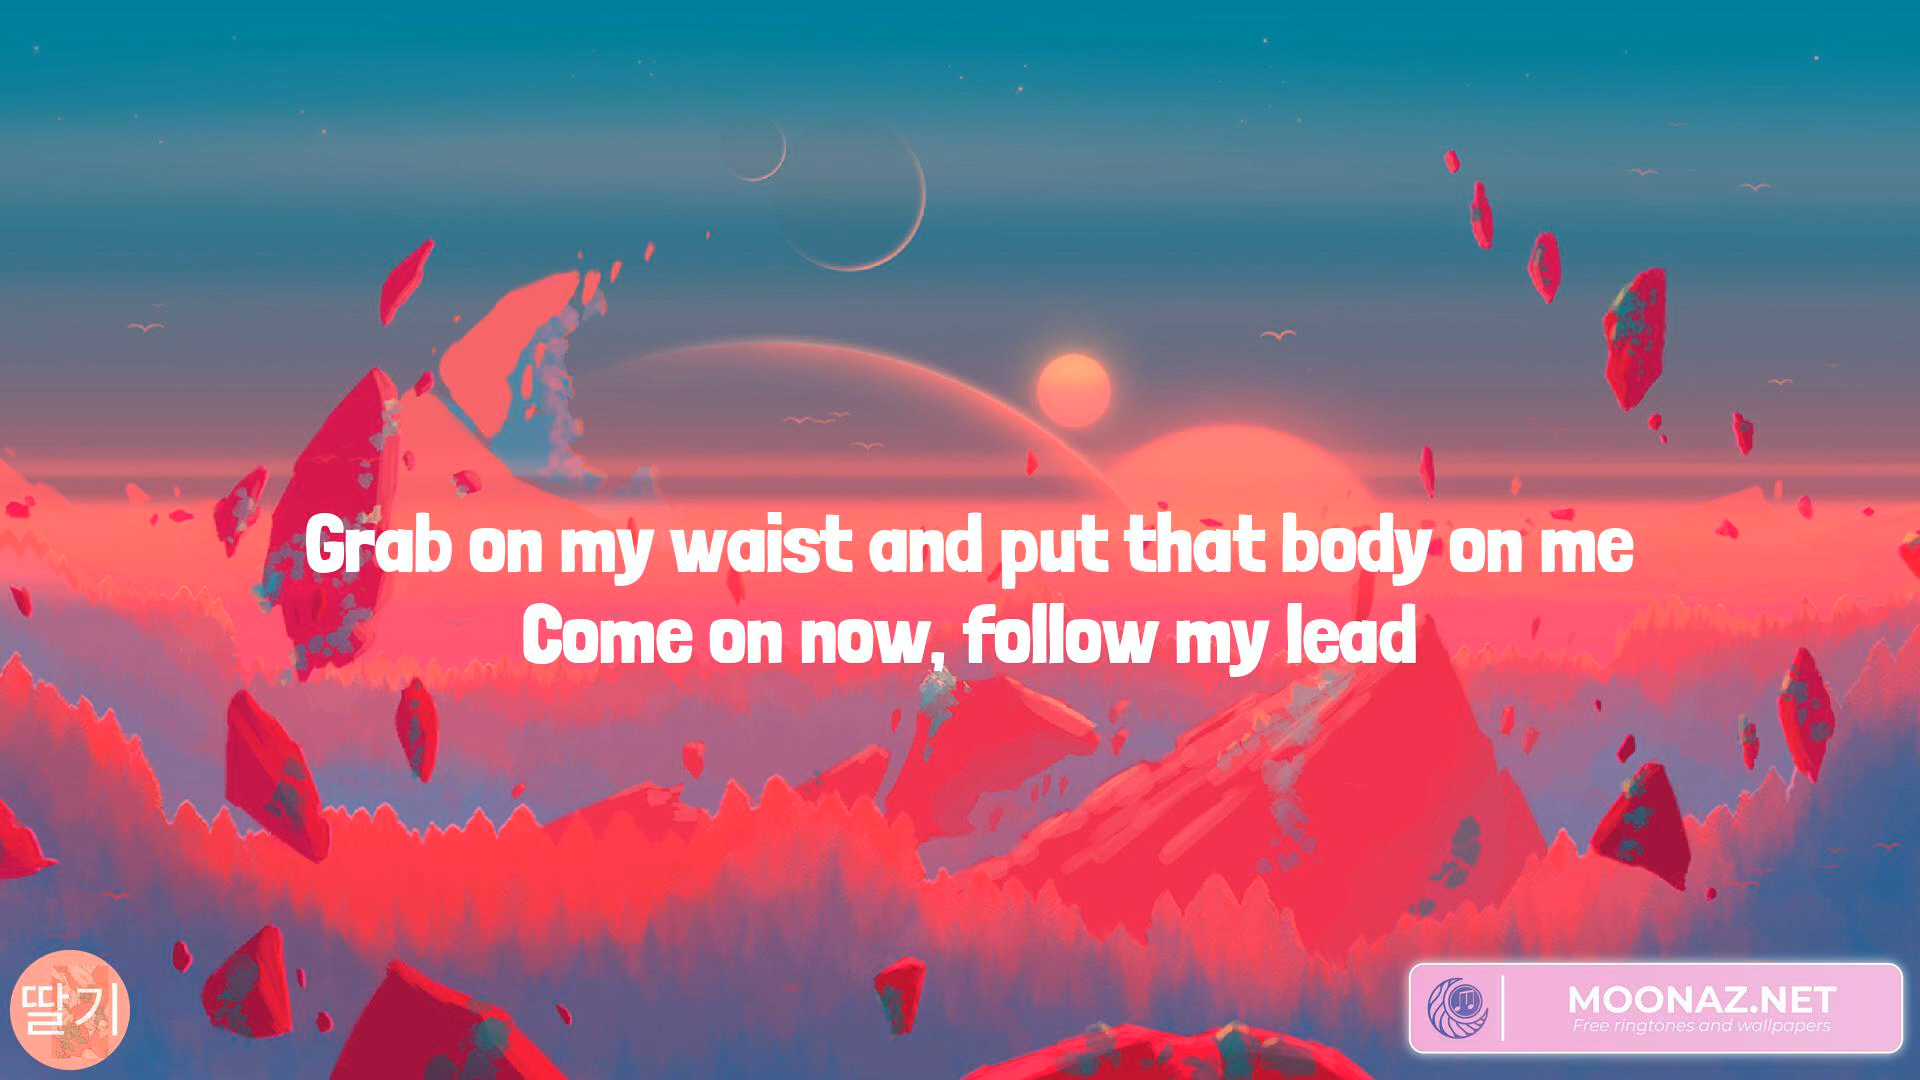 Grab on my waist and put that body on me
Come on now, follow my lead
딸기
MOONAZ.NET
Free ringtones and wallpapers